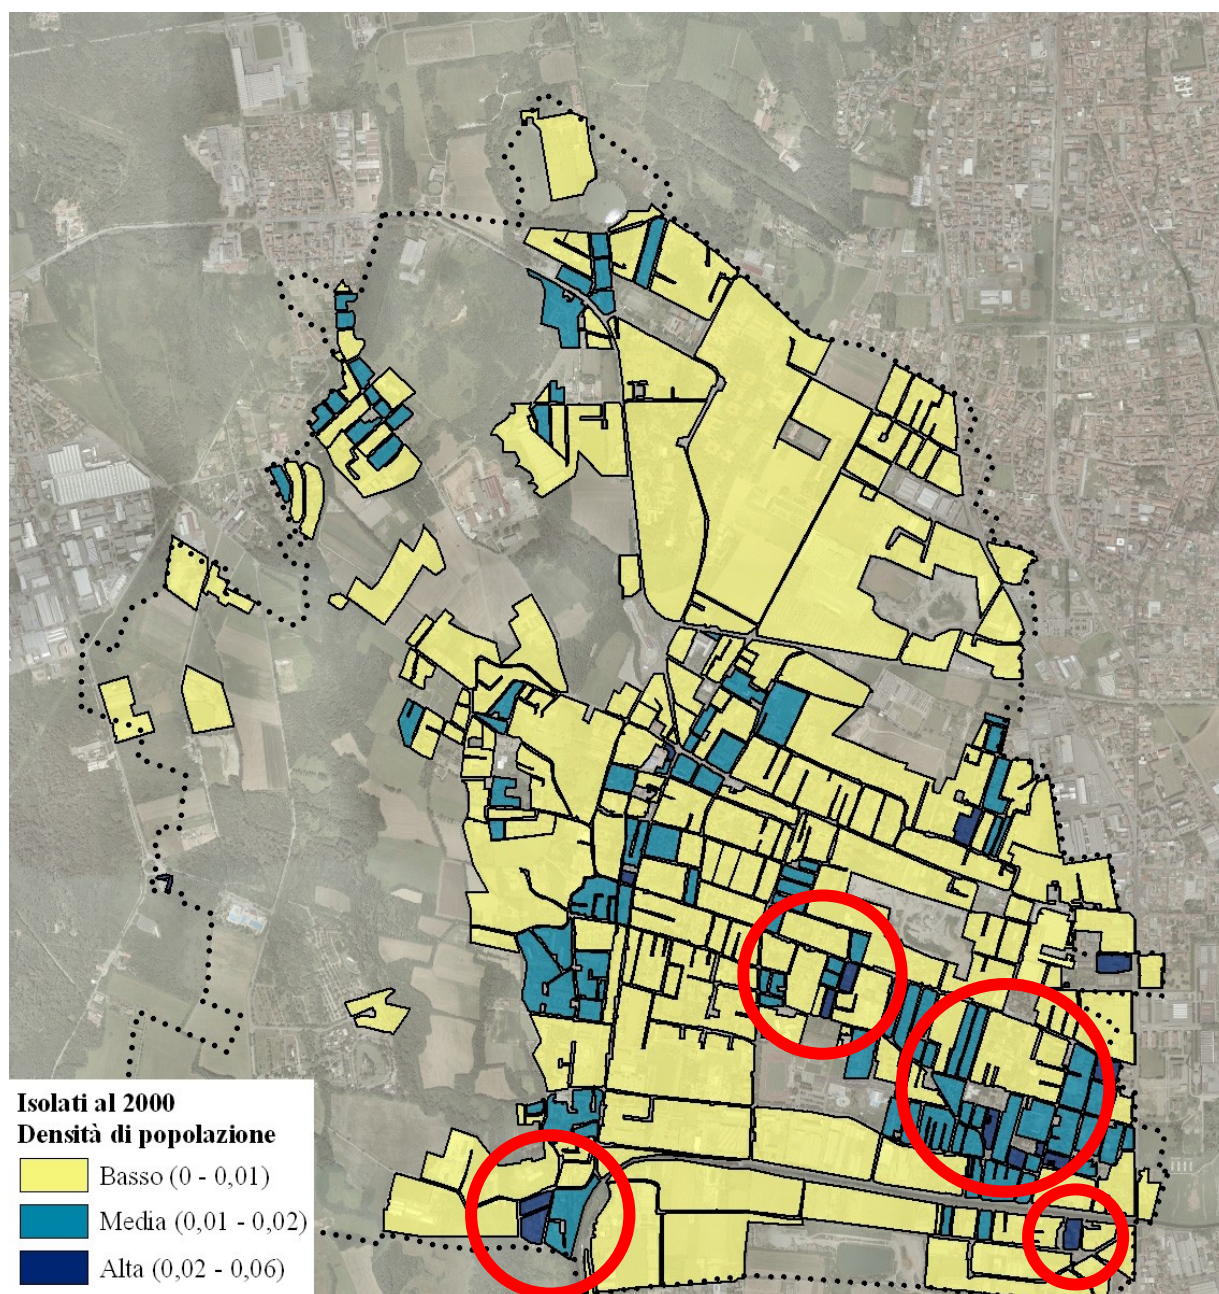 Isolati al 2000
Densità di popolazione
Basso (0 - 0,01)
Media (0,01 - 0,02)
Alta (0,02 - 0,06)